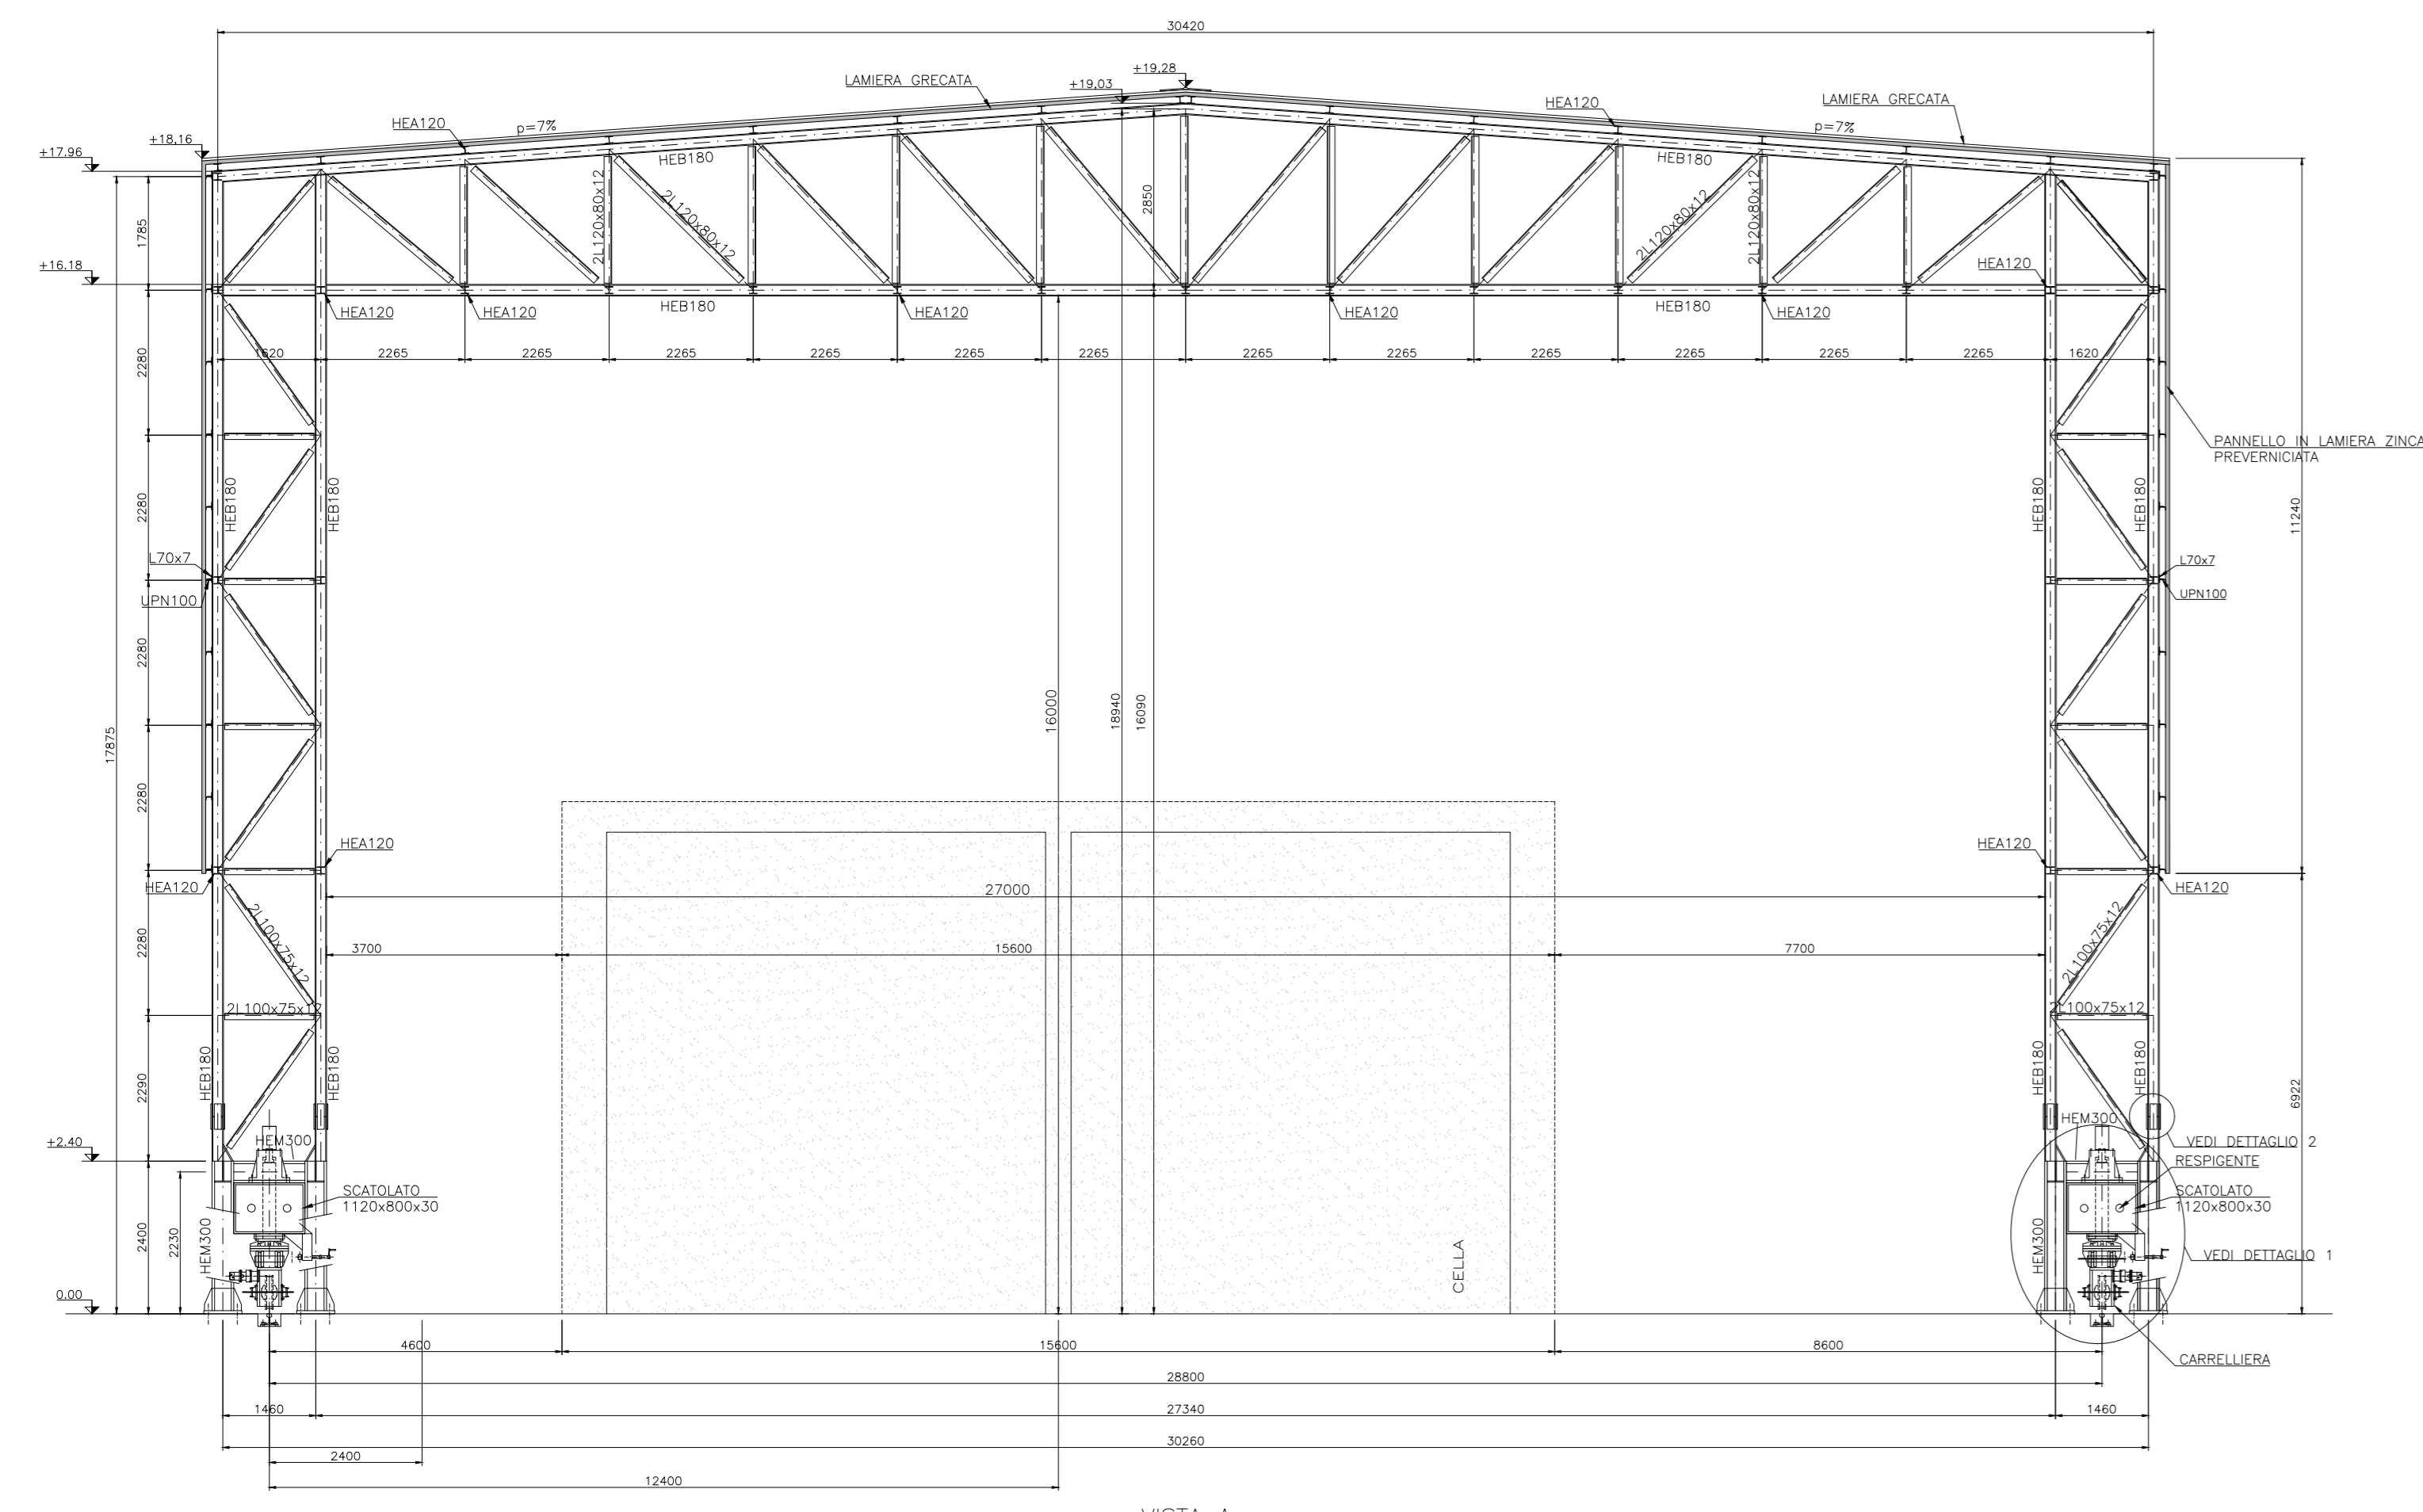 30420
+19,28
+19,03
LAMIERA GRECATA
LAMIERA GRECATA
HEA120
HEA120
p=7%
p=7%
+18,16
+17.96
HEB180
HEB180
2L120x80x12
2L120x80x12
2L120x80x12
2L120x80x12
2850
1785
+16.18
HEA120
HEA120
HEA120
HEA120
HEB180
HEB180
HEA120
HEA120
1620
2265
2265
2265
2265
2265
2265
2265
2265
2265
2265
2265
2265
1620
2280
PANNELLO IN LAMIERA ZINCA
PREVERNICIATA
2280
HEB180
HEB180
HEB180
HEB180
11240
L70x7
UPN100
L70x7
UPN100
2280
17875
16000
18940
16090
2280
HEA120
HEA120
HEA120
HEA120
27000
2280
2L100x75x12
2L100x75x12
3700
15600
7700
2L100x75x12
2L100x75x12
2290
HEB180
HEB180
HEB180
HEB180
6922
+2,40
HEM300
HEM300
VEDI DETTAGLIO 2
RESPIGENTE
SCATOLATO
1120x800x30
SCATOLATO
1120x800x30
2400
2230
HEM300
HEM300
VEDI DETTAGLIO 1
CELLA
0.00
4600
15600
8600
CARRELLIERA
28800
1460
27340
1460
30260
2400
12400